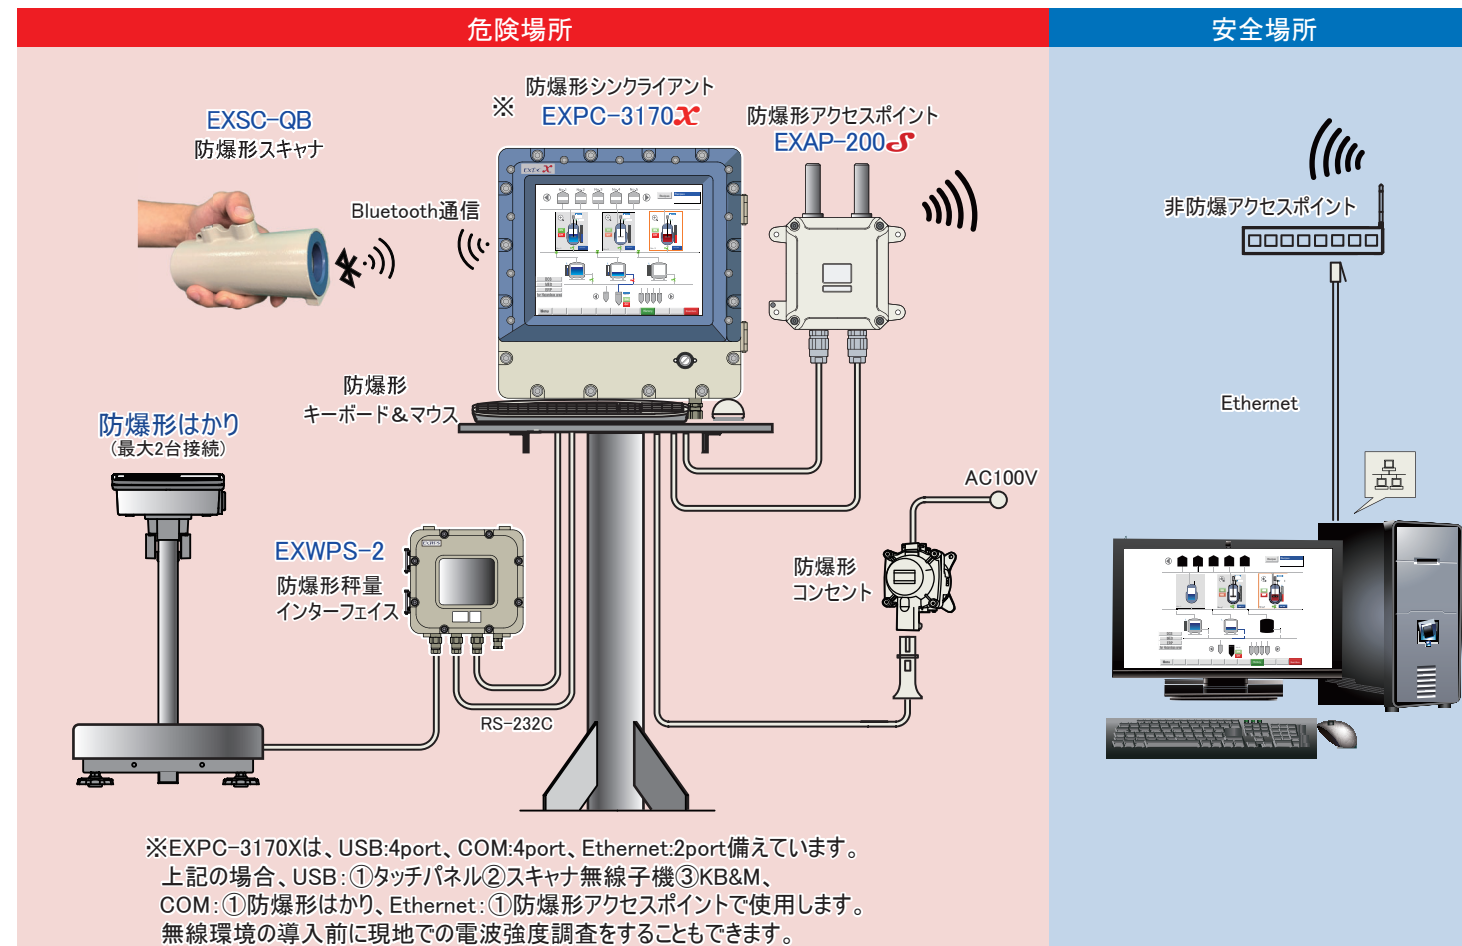 危険場所
安全場所
防爆形シンクライアント
※ EXPC-3170X
EXSC-QB
防爆形スキャナ
防爆形アクセスポイント
EXAP-200S
Bluetooth通信
非防爆アクセスポイント
防爆形
キーボード&マウス
Ethernet
防爆形はかり
(最大2台接続)
AC100V
EXWPS-2
防爆形秤量
インターフェイス
防爆形
コンセント
RS-232C
※EXPC-3170Xは、USB:4port、COM:4port、Ethernet:2port備えています。
上記の場合、USB:①タッチパネル②スキャナ無線子機③KB&M、
COM:①防爆形はかり、Ethernet:①防爆形アクセスポイントで使用します。
無線環境の導入前に現地での電波強度調査をすることもできます。